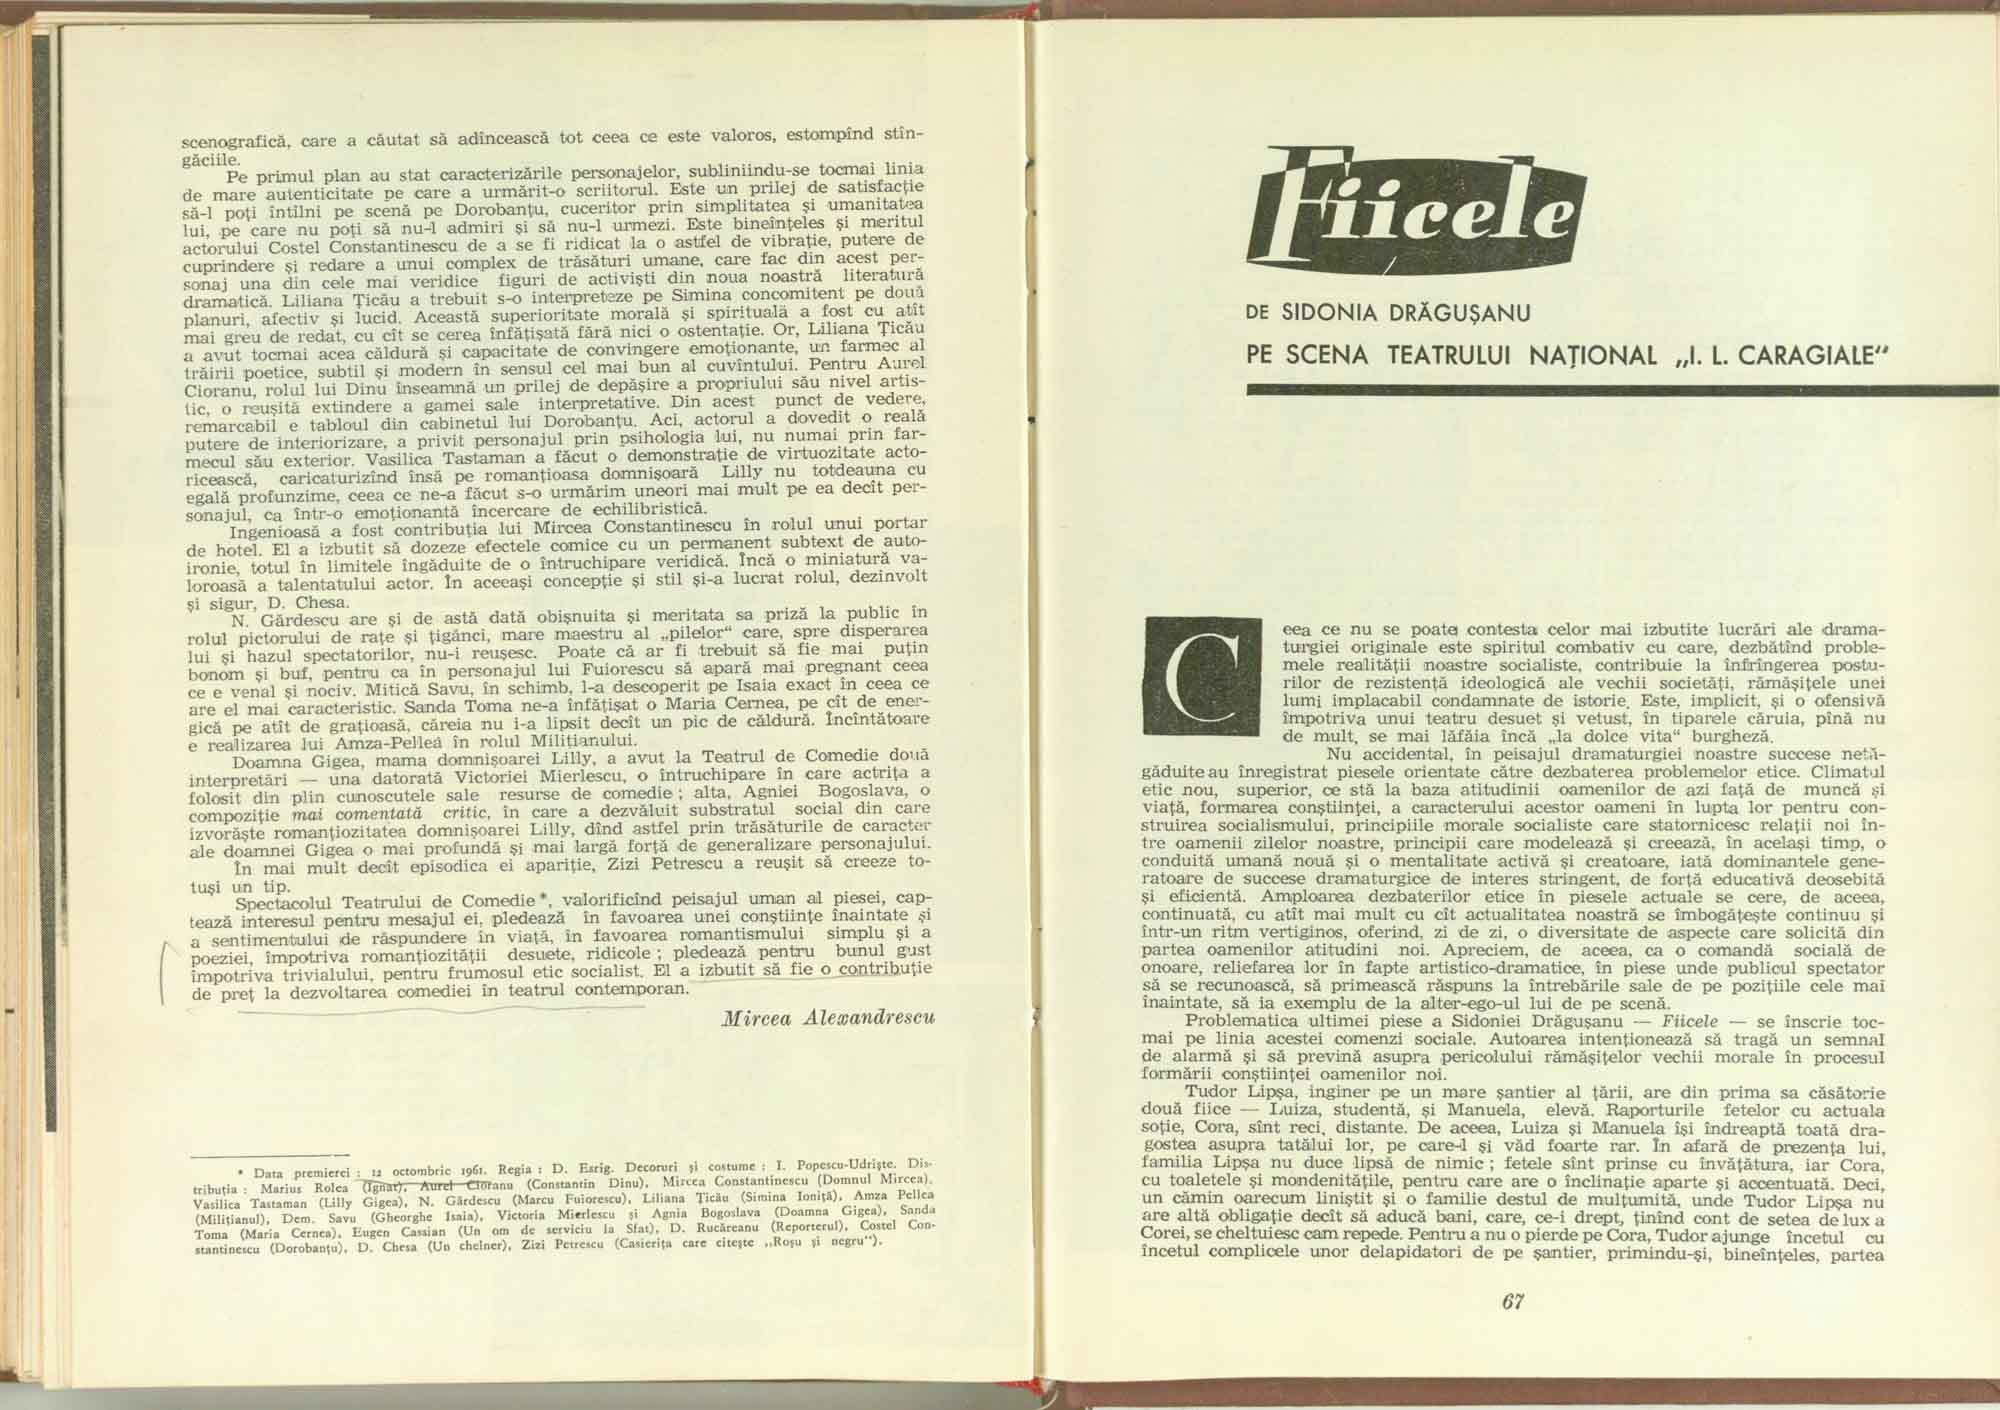 scenografică, care a căutat să adîncească tot ceea ce este valoros, estompînd stîn-
găciile.
Pe primul plan au stat caracterizările personajelor, subliniindu-se tocmai linia
de mare autenticitate pe care a urmărit-o scriitorul. Este un prilej de satisfacție
să-l poți întîlni pe scenă pe Dorobanțu, cuceritor prin simplitatea și umanitatea
lui, pe care nu poți să nu-l admiri și să nu-l urmezi. Este bineînțeles și meritul
actorului Costel Constantinescu de a se fi ridicat la o astfel de vibrație, putere de
cuprindere și redare a unui complex de trăsături umane, care fac din acest per-
sonaj una din cele mai veridice figuri de activiști din noua noastră literatură
dramatică. Liliana Țicău a trebuit s-o interpreteze pe Simina concomitent pe două
planuri, afectiv și lucid. Această superioritate morală și spirituală a fost cu atît
mai greu de redat, cu cît se cerea înfățișată fără nici o ostentație. Or, Liliana Țicău
a avut tocmai acea căldură și capacitate de convingere emoționante, un farmec al
trăirii poetice, subtil și modern în sensul cel mai bun al cuvîntului. Pentru Aurel
Cioranu, rolul lui Dinu înseamnă un prilej de depășire a propriului său nivel artis-
tic, o reușită extindere a gamei sale interpretative. Din acest punct de vedere,
remarcabil e tabloul din cabinetul lui Dorobanțu. Aci, actorul a dovedit o reală
putere de interiorizare, a privit personajul prin psihologia lui, nu numai prin far-
mecul său exterior. Vasilica Tastaman a făcut o demonstrație de virtuozitate acto-
ricească, caricaturizînd însă pe romanțioasa domnișoară Lilly nu totdeauna cu
egală profunzime, ceea ce ne-a făcut s-o urmărim uneori mai mult pe ea decît per-
sonajul, ca într-o emoționantă încercare de echilibristică.
Ingenioasă a fost contribuția lui Mircea Constantinescu în rolul unui portar
de hotel. El a izbutit să dozeze efectele comice cu un permanent subtext de auto-
ironie, totul în limitele îngăduite de o întruchipare veridică. Încă o miniatură va-
loroasă a talentatului actor. În aceeași concepție și stil și-a lucrat rolul, dezinvolt
și sigur, D. Chesa.
N. Gărdescu are și de astă dată obișnuita și meritata sa priză la public în
rolul pictorului de rațe și țigănci, mare maestru al „pilelor“ care, spre disperarea
lui și hazul spectatorilor, nu-i reușesc. Poate că ar fi trebuit să fie mai puțin
bonom și buf, pentru ca în personajul lui Fuiorescu să apară mai pregnant ceea
ce e venal și nociv. Mitică Savu, în schimb, l-a descoperit pe Isaia exact în ceea ce
are el mai caracteristic. Sanda Toma ne-a înfățișat o Maria Cernea, pe cît de ener-
gică pe atît de grațioasă, căreia nu i-a lipsit decît un pic de căldură. Încîntătoare
e realizarea lui Amza-Pellea în rolul Milițianului.
Doamna Gigea, mama domnișoarei Lilly, a avut la Teatrul de Comedie două
interpretări — una datorată Victoriei Mierlescu, o întruchipare în care actrița a
folosit din plin cunoscutele sale resurse de comedie ; alta, Agniei Bogoslava, o
compoziție mai comentată critic, în care a dezvăluit substratul social din care
izvorăște romanțiozitatea domnișoarei Lilly, dînd astfel prin trăsăturile de caracter
ale doamnei Gigea o mai profundă și mai largă forță de generalizare personajului.
În mai mult decît episodica ei apariție, Zizi Petrescu a reușit să creeze to-
tuși un tip.
Spectacolul Teatrului de Comedie *, valorificînd peisajul uman al piesei, cap-
tează interesul pentru mesajul ei, pledează în favoarea unei conștiințe înaintate și
a sentimentului de răspundere în viață, în favoarea romantismului simplu și a
poeziei, împotriva romanțiozității desuete, ridicole ; pledează pentru bunul gust
împotriva trivialului, pentru frumosul etic socialist. El a izbutit să fie o contribuție
de preț la dezvoltarea comediei în teatrul contemporan.
Mircea Alexandrescu
* Data premierei : 12 octombrie 1961. Regia : D. Esrig. Decoruri și costume : I. Popescu-Udriște. Dis-
tribuția : Marius Rolea (Ignat), Aurel Cioranu (Constantin Dinu), Mircea Constantinescu (Domnul Mircea),
Vasilica Tastaman (Lilly Gigea), N. Gărdescu (Marcu Fuiorescu), Liliana Țicău (Simina Ioniță), Amza Pellea
(Milițianul), Dem. Savu (Gheorghe Isaia), Victoria Mierlescu și Agnia Bogoslava (Doamna Gigea), Sanda
Toma (Maria Cernea), Eugen Cassian (Un om de serviciu la Sfat), D. Rucăreanu (Reporterul), Costel Con-
stantinescu (Dorobanțu), D. Chesa (Un chelner), Zizi Petrescu (Casierița care citește „Roșu și negru“).
Fiicele
DE SIDONIA DRĂGUȘANU
PE SCENA TEATRULUI NAȚIONAL „I. L. CARAGIALE“
Ceea ce nu se poate contesta celor mai izbutite lucrări ale drama-
turgiei originale este spiritul combativ cu care, dezbătînd proble-
mele realității noastre socialiste, contribuie la înfrîngerea postu-
rilor de rezistență ideologică ale vechii societăți, rămășițele unei
lumi implacabil condamnate de istorie. Este, implicit, și o ofensivă
împotriva unui teatru desuet și vetust, în tiparele căruia, pînă nu
de mult, se mai lăfăia încă „la dolce vita“ burgheză.
Nu accidental, în peisajul dramaturgiei noastre succese netă-
găduite au înregistrat piesele orientate către dezbaterea problemelor etice. Climatul
etic nou, superior, ce stă la baza atitudinii oamenilor de azi față de muncă și
viață, formarea conștiinței, a caracterului acestor oameni în lupta lor pentru con-
struirea socialismului, principiile morale socialiste care statornicesc relații noi în-
tre oamenii zilelor noastre, principii care modelează și creează, în același timp, o
conduită umană nouă și o mentalitate activă și creatoare, iată dominantele gene-
ratoare de succese dramaturgice de interes stringent, de forță educativă deosebită
și eficientă. Amploarea dezbaterilor etice în piesele actuale se cere, de aceea,
continuată, cu atît mai mult cu cît actualitatea noastră se îmbogățește continuu și
într-un ritm vertiginos, oferind, zi de zi, o diversitate de aspecte care solicită din
partea oamenilor atitudini noi. Apreciem, de aceea, ca o comandă socială de
onoare, reliefarea lor în fapte artistico-dramatice, în piese unde publicul spectator
să se recunoască, să primească răspuns la întrebările sale de pe pozițiile cele mai
înaintate, să ia exemplu de la alter-ego-ul lui de pe scenă.
Problematica ultimei piese a Sidoniei Drăgușanu — Fiicele — se înscrie toc-
mai pe linia acestei comenzi sociale. Autoarea intenționează să tragă un semnal
de alarmă și să prevină asupra pericolului rămășițelor vechii morale în procesul
formării conștiinței oamenilor noi.
Tudor Lipșa, inginer pe un mare șantier al țării, are din prima sa căsătorie
două fiice — Luiza, studentă, și Manuela, elevă. Raporturile fetelor cu actuala
soție, Cora, sînt reci, distante. De aceea, Luiza și Manuela își îndreaptă toată dra-
gostea asupra tatălui lor, pe care-l și văd foarte rar. În afară de prezența lui,
familia Lipșa nu duce lipsă de nimic ; fetele sînt prinse cu învățătura, iar Cora,
cu toaletele și mondenitățile, pentru care are o înclinație aparte și accentuată. Deci,
un cămin oarecum liniștit și o familie destul de mulțumită, unde Tudor Lipșa nu
are altă obligație decît să aducă bani, care, ce-i drept, ținînd cont de setea de lux a
Corei, se cheltuiesc cam repede. Pentru a nu o pierde pe Cora, Tudor ajunge încetul cu
încetul complicele unor delapidatori de pe șantier, primindu-și, bineînțeles, partea
67